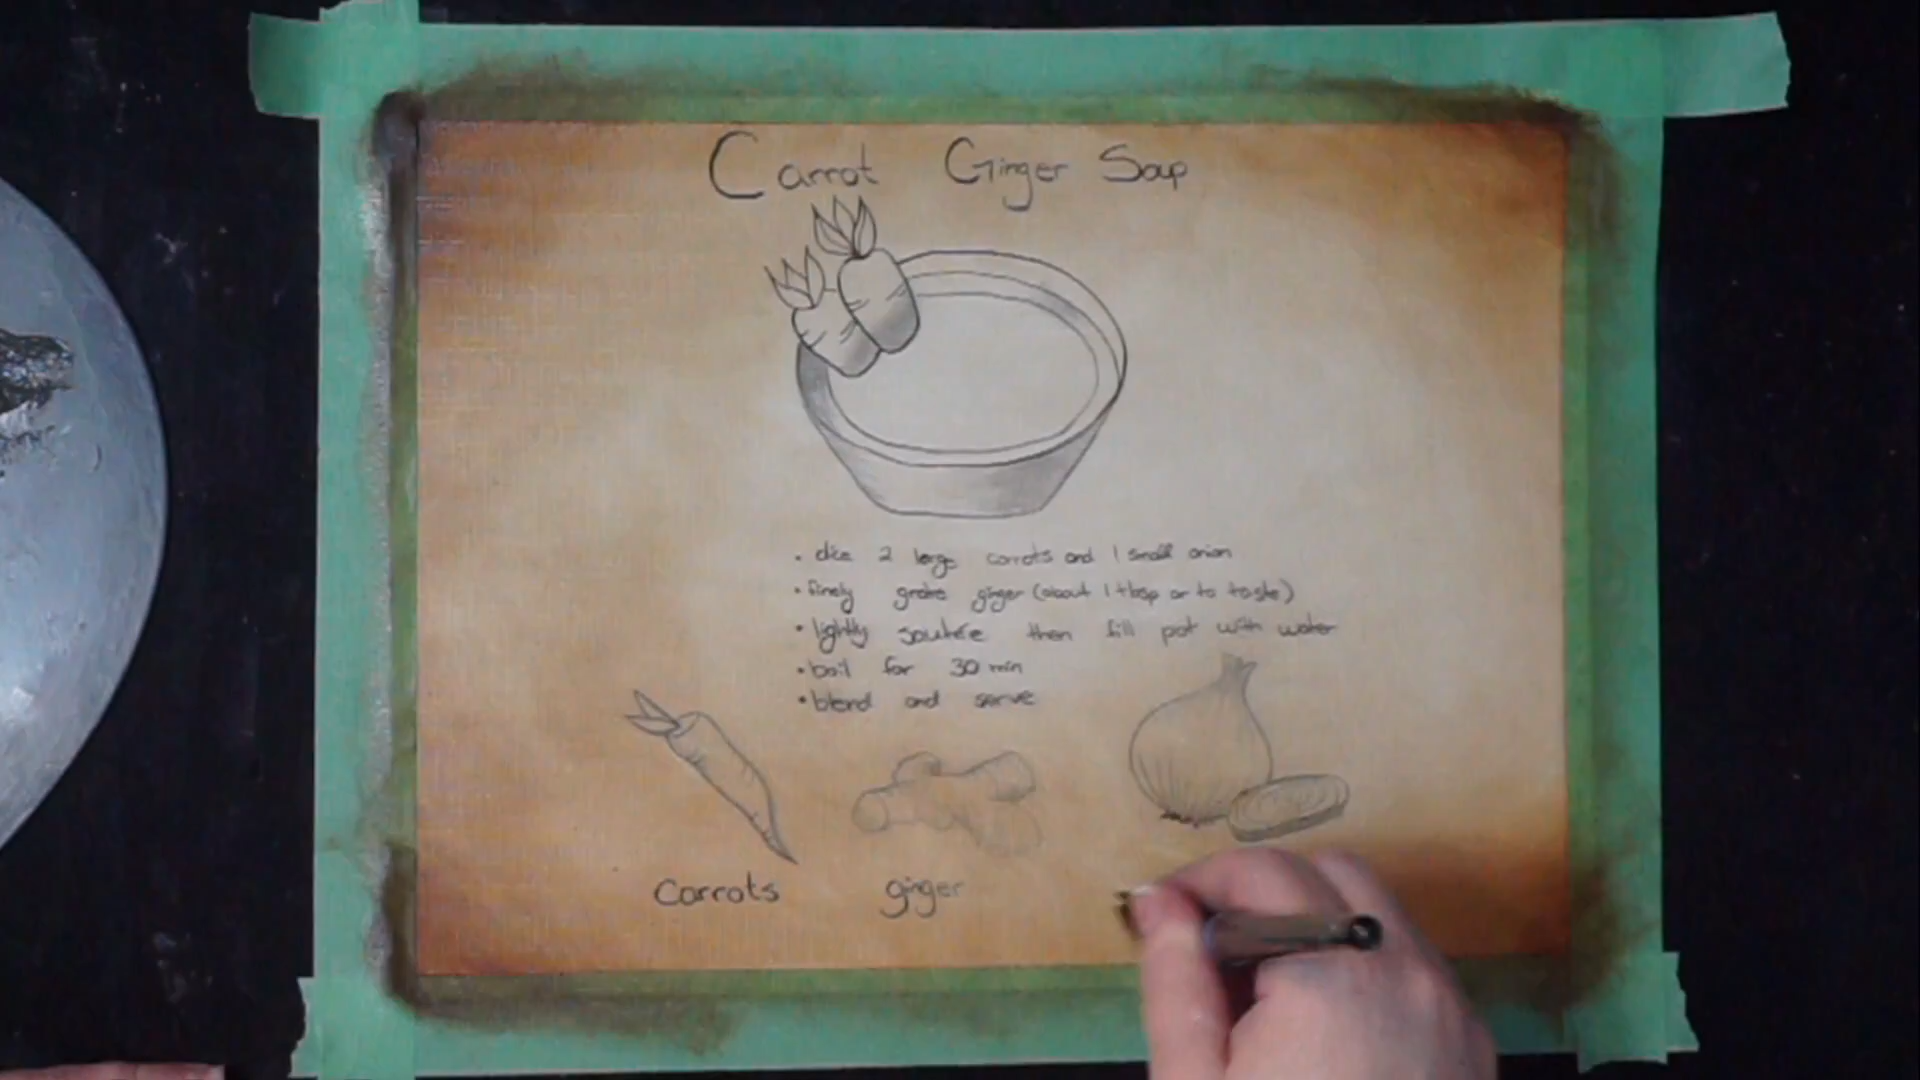 Carrot Ginger Soup
• dice 2 large carrots and 1 small onion
• finely grate ginger (about 1 tbsp or to taste)
• lightly sautée then fill pot with water
• boil for 30 min
• blend and serve
carrots ginger